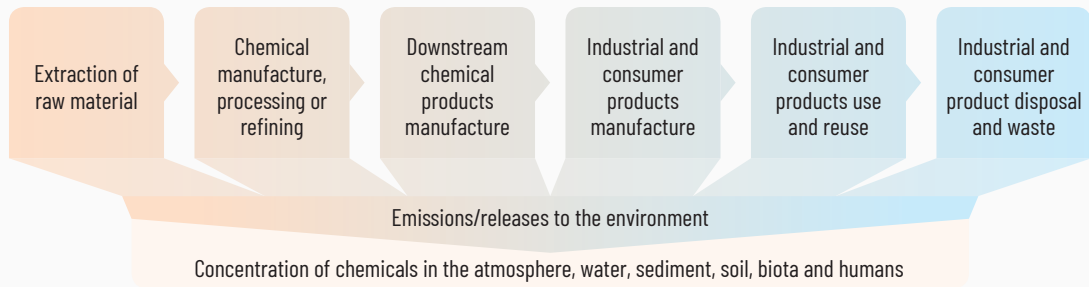 Extraction of
raw material
Chemical
manufacture,
processing or
refining
Downstream
chemical
products
manufacture
Industrial and
consumer
products
manufacture
Industrial and
consumer
products use
and reuse
Industrial and
consumer
product disposal
and waste
Emissions/releases to the environment
Concentration of chemicals in the atmosphere, water, sediment, soil, biota and humans